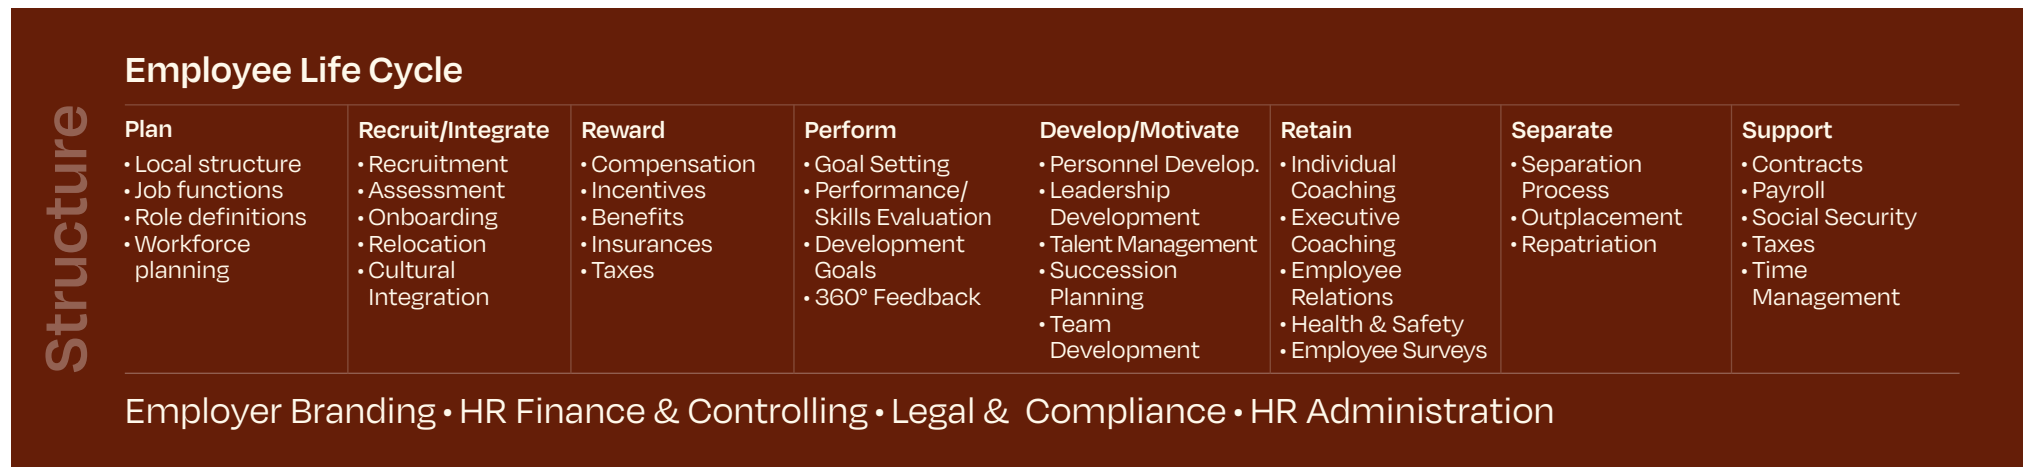 Structure
Employee Life Cycle
Plan
• Local structure
• Job functions
• Role definitions
• Workforce
planning
Recruit/Integrate
• Recruitment
• Assessment
• Onboarding
• Relocation
• Cultural
Integration
Reward
• Compensation
• Incentives
• Benefits
• Insurances
• Taxes
Perform
• Goal Setting
• Performance/
Skills Evaluation
• Development
Goals
• 360° Feedback
Develop/Motivate
• Personnel Develop.
• Leadership
Development
• Talent Management
• Succession
Planning
• Team
Development
Retain
• Individual
Coaching
• Executive
Coaching
• Employee
Relations
• Health & Safety
• Employee Surveys
Separate
• Separation
Process
• Outplacement
• Repatriation
Support
• Contracts
• Payroll
• Social Security
• Taxes
• Time
Management
Employer Branding • HR Finance & Controlling • Legal & Compliance • HR Administration